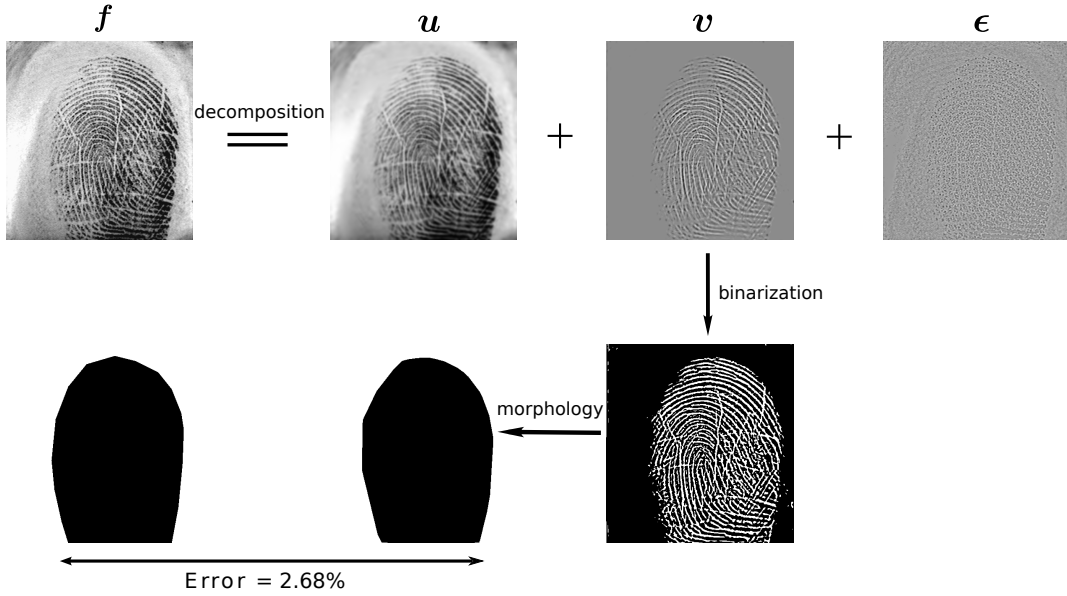 f u v ϵ
decomposition
= + +
binarization
morphology
Error = 2.68%